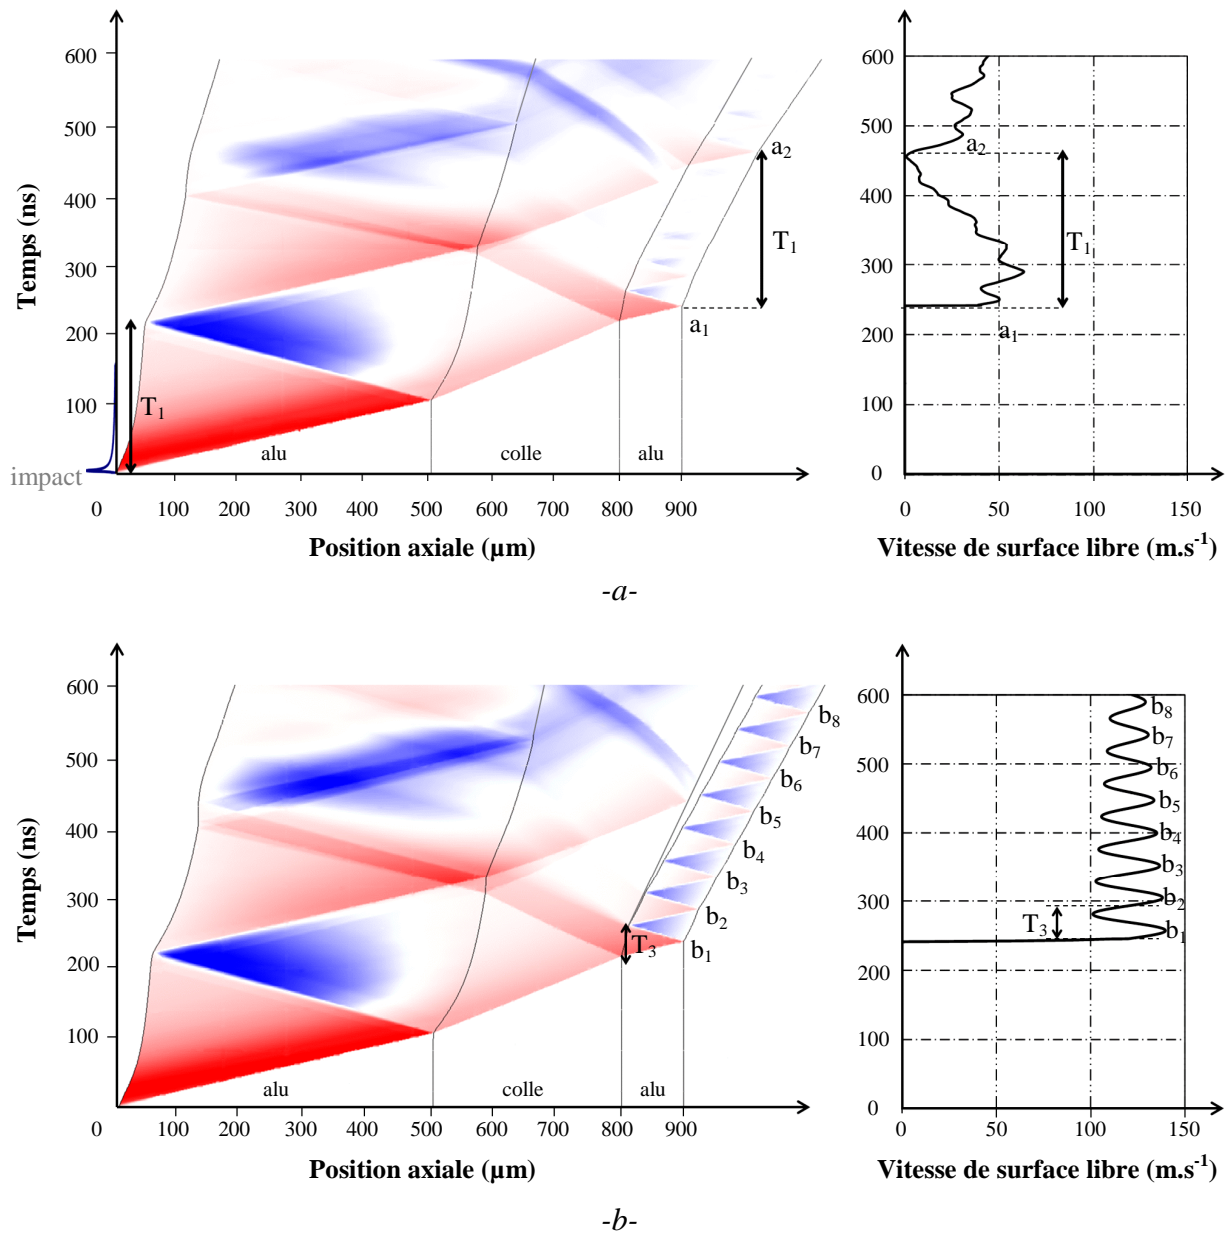 600
500
400
300
200
100
Temps (ns)
impact
T1
T1
a2
a1
alu
colle
alu
0 100 200 300 400 500 600 700 800 900
Position axiale (µm)
600
500
400
300
200
100
0
a2
T1
a1
0 50 100 150
Vitesse de surface libre (m.s-1)
-a-
600
500
400
300
200
100
Temps (ns)
b8
b7
b6
b5
b4
b3
b2
b1
T3
alu
colle
alu
0 100 200 300 400 500 600 700 800 900
Position axiale (µm)
600
500
400
300
200
100
0
b8
b7
b6
b5
b4
b3
b2
b1
T3
0 50 100 150
Vitesse de surface libre (m.s-1)
-b-